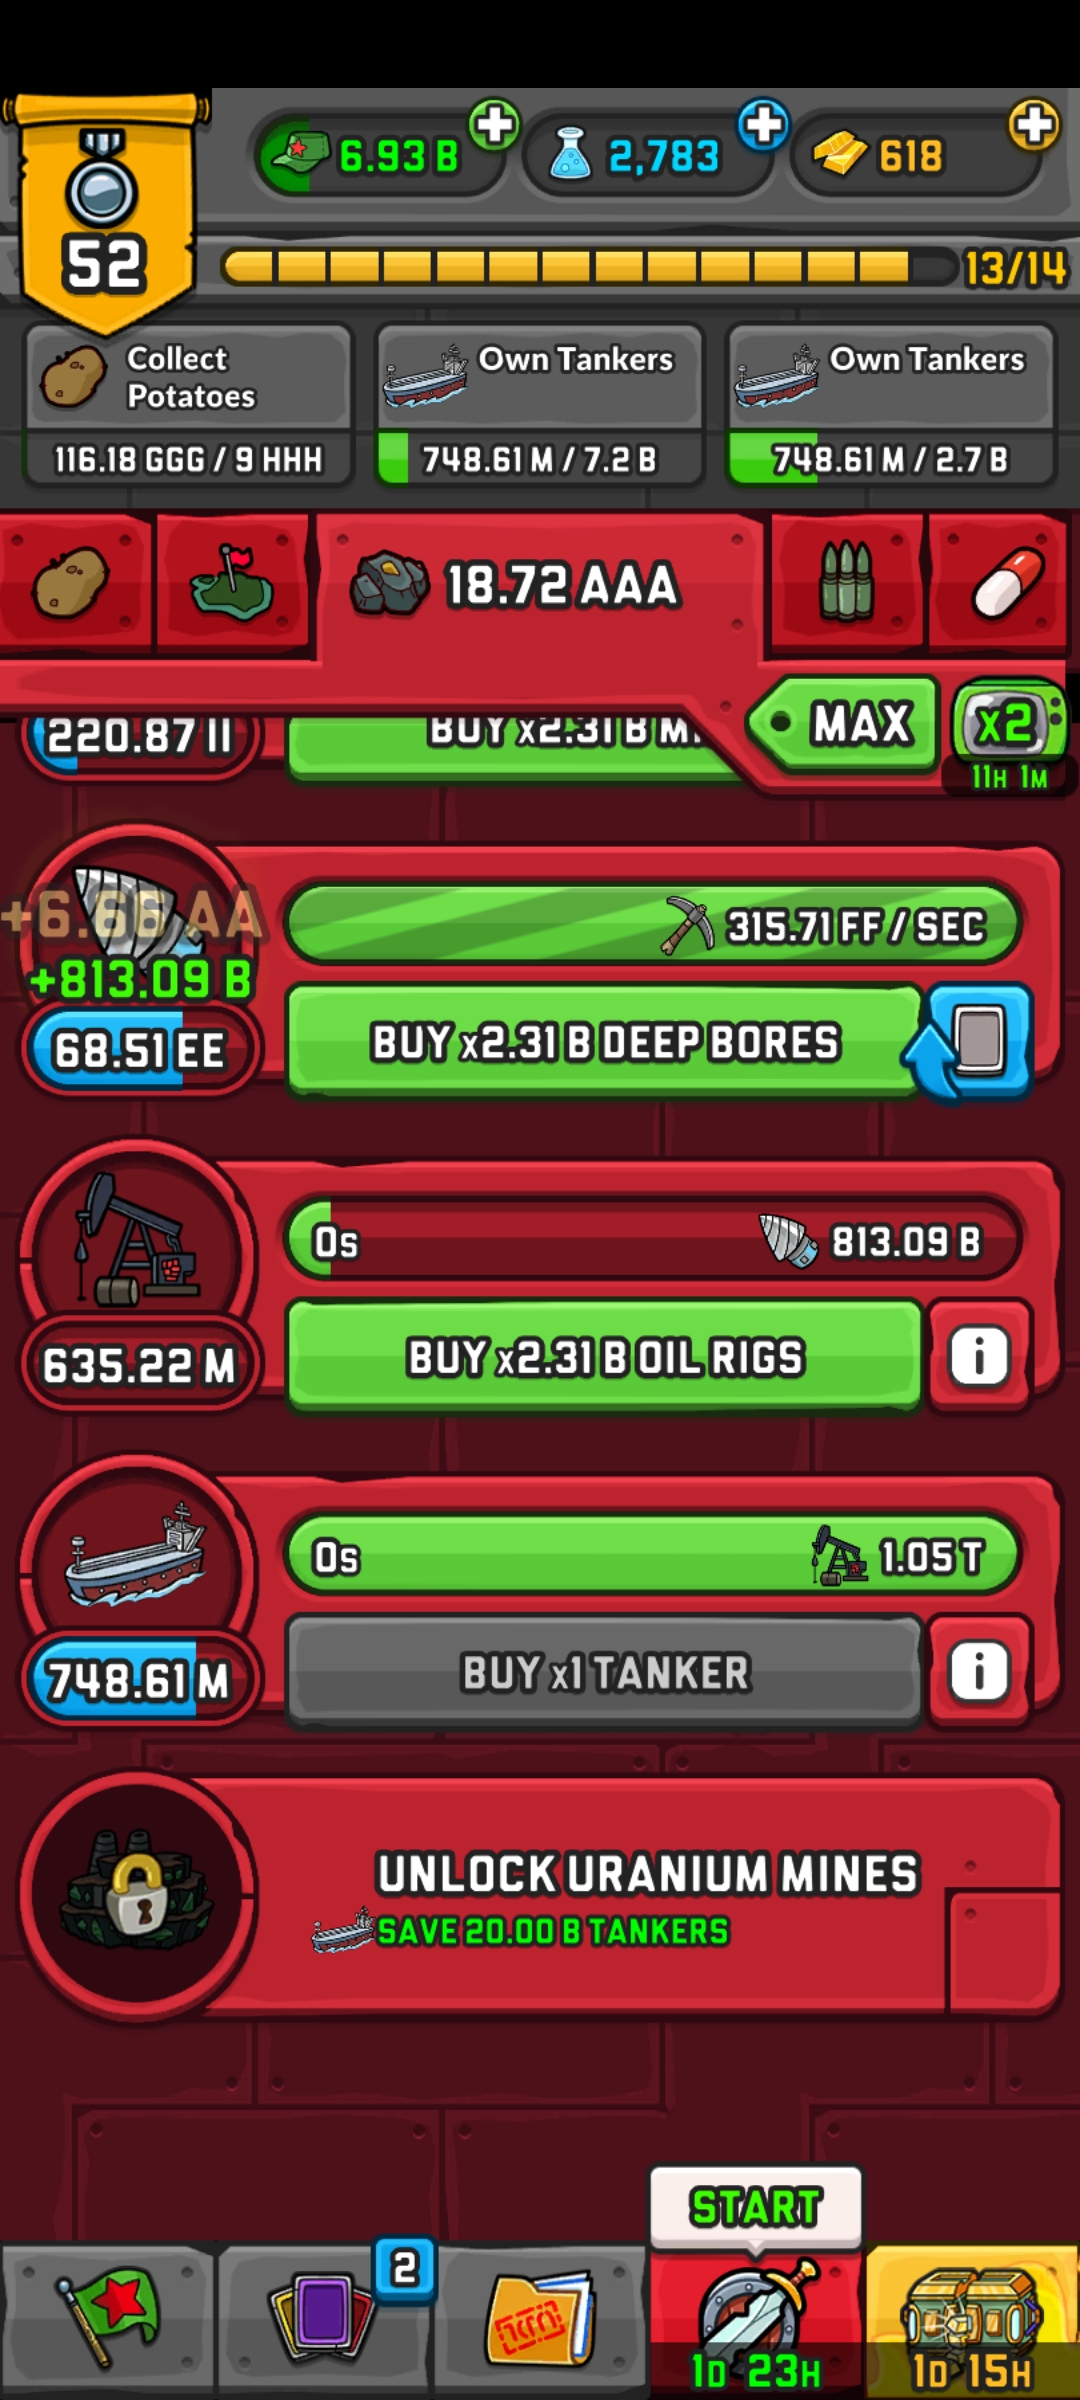 52
6.93 B
2,783
618
13/14
Collect
Potatoes
116.18 GGG / 9 HHH
Own Tankers
748.61 M / 7.2 B
Own Tankers
748.61 M / 2.7 B
18.72 AAA
MAX
x2
11H 1M
220.87 II
BUY x2.31 B
+6.66 AA
+813.09 B
68.51 EE
315.71 FF / SEC
BUY x2.31 B DEEP BORES
0s
813.09 B
635.22 M
BUY x2.31 B OIL RIGS
i
0s
1.05 T
748.61 M
BUY x1 TANKER
i
UNLOCK URANIUM MINES
SAVE 20.00 B TANKERS
START
2
1D 23H
1D 15H